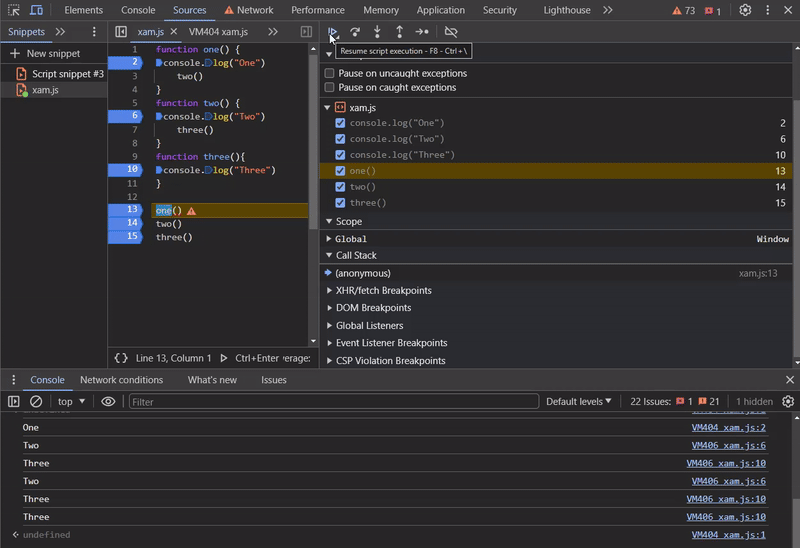 Elements Console Sources Network Performance Memory Application Security Lighthouse 73 1
Snippets xam.js VM404 xam.js
New snippet
Script snippet #3
xam.js
1 function one() {
2 console.log("One")
3 two()
4 }
5 function two() {
6 console.log("Two")
7 three()
8 }
9 function three(){
10 console.log("Three")
11 }
12
13 one()
14 two()
15 three()
{} Line 13, Column 1 Ctrl+Enter verage:
Resume script execution - F8 - Ctrl + \
Pause on uncaught exceptions
Pause on caught exceptions
xam.js
console.log("One") 2
console.log("Two") 6
console.log("Three") 10
one() 13
two() 14
three() 15
Scope
Global Window
Call Stack
(anonymous) xam.js:13
XHR/fetch Breakpoints
DOM Breakpoints
Global Listeners
Event Listener Breakpoints
CSP Violation Breakpoints
Console Network conditions What's new Issues
top Filter Default levels 22 Issues: 1 21 1 hidden
One VM404 xam.js:2
Two VM406 xam.js:6
Three VM406 xam.js:10
Two VM406 xam.js:6
Three VM406 xam.js:10
Three VM406 xam.js:10
undefined VM404 xam.js:1